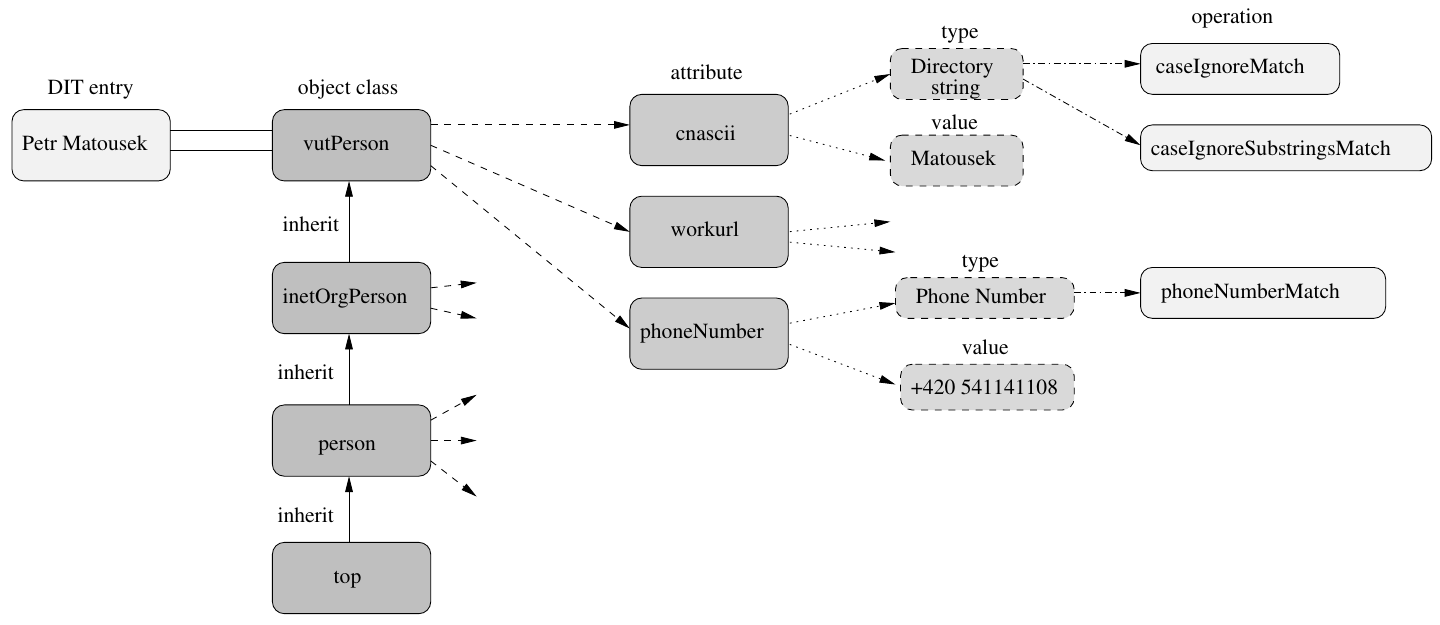 operation
type
DIT entry
object class
attribute
Directory
string
caseIgnoreMatch
Petr Matousek
vutPerson
cnascii
value
Matousek
caseIgnoreSubstringsMatch
inherit
workurl
type
inetOrgPerson
phoneNumber
Phone Number
phoneNumberMatch
value
inherit
+420 541141108
person
inherit
top